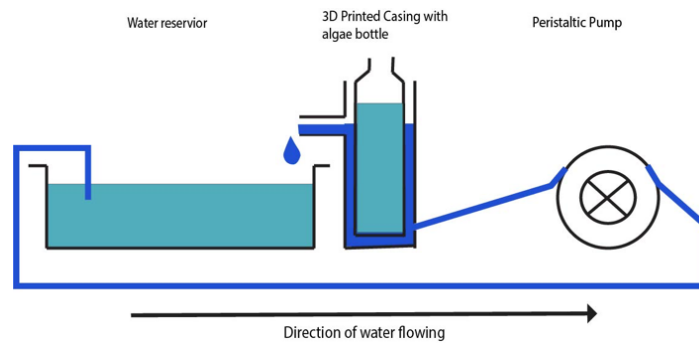 Water reservior
3D Printed Casing with
algae bottle
Peristaltic Pump
Direction of water flowing